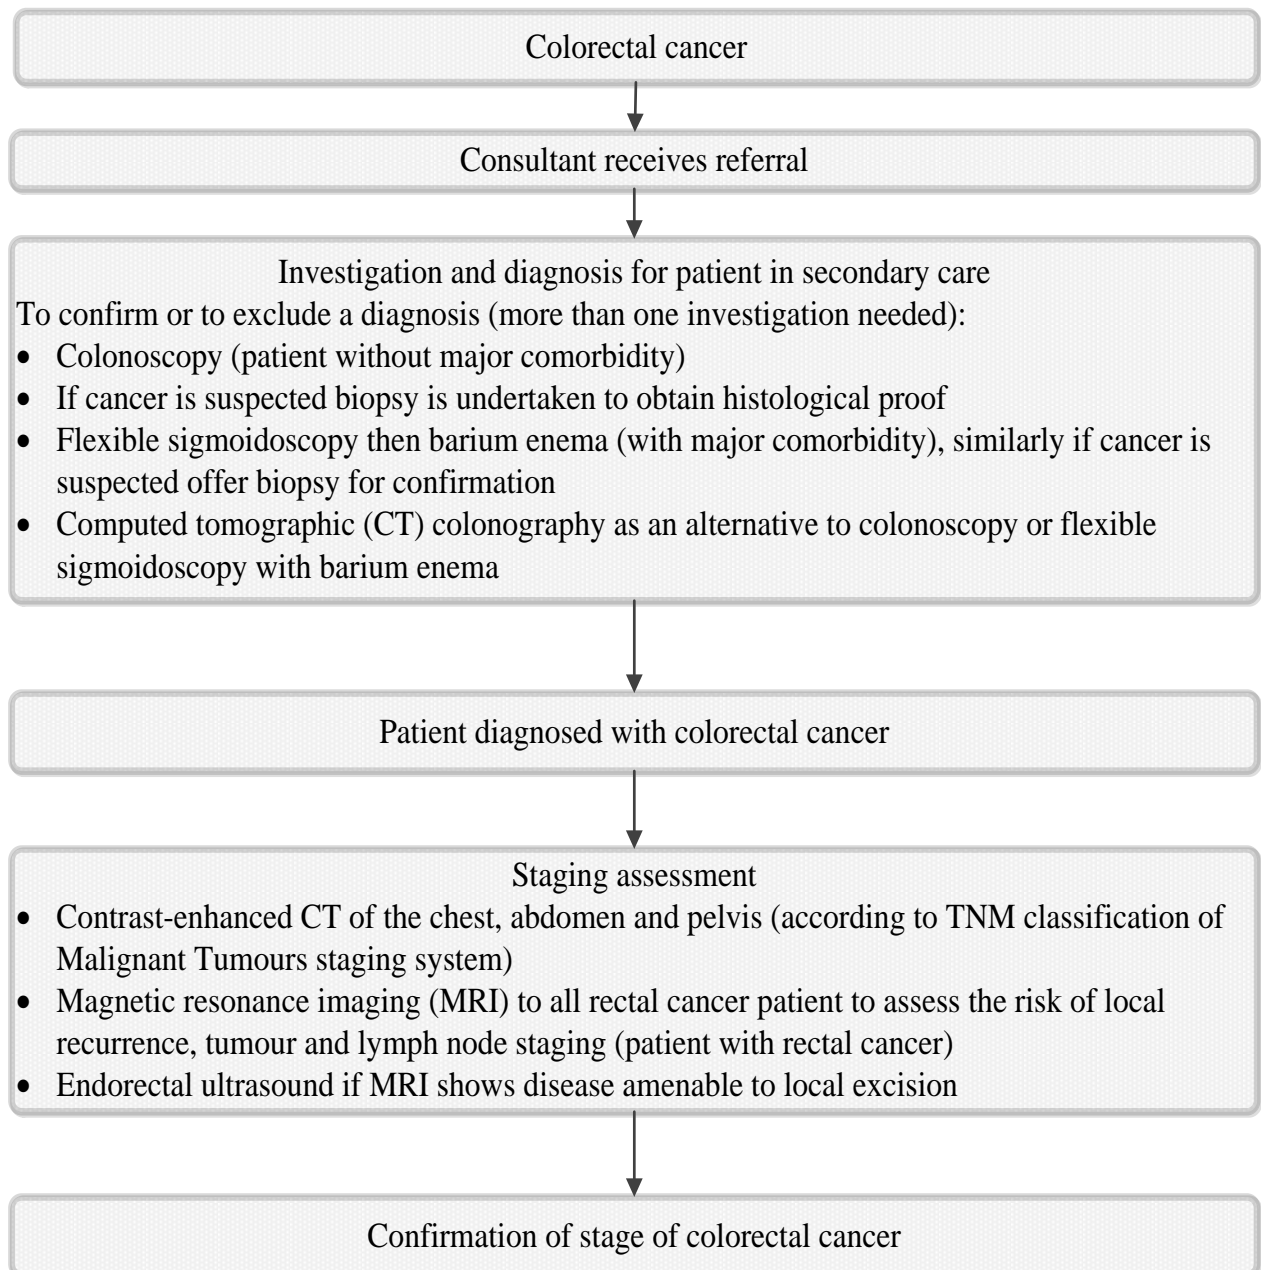 Colorectal cancer
Consultant receives referral
Investigation and diagnosis for patient in secondary care
To confirm or to exclude a diagnosis (more than one investigation needed):
• Colonoscopy (patient without major comorbidity)
• If cancer is suspected biopsy is undertaken to obtain histological proof
• Flexible sigmoidoscopy then barium enema (with major comorbidity), similarly if cancer is
suspected offer biopsy for confirmation
• Computed tomographic (CT) colonography as an alternative to colonoscopy or flexible
sigmoidoscopy with barium enema
Patient diagnosed with colorectal cancer
Staging assessment
• Contrast-enhanced CT of the chest, abdomen and pelvis (according to TNM classification of
Malignant Tumours staging system)
• Magnetic resonance imaging (MRI) to all rectal cancer patient to assess the risk of local
recurrence, tumour and lymph node staging (patient with rectal cancer)
• Endorectal ultrasound if MRI shows disease amenable to local excision
Confirmation of stage of colorectal cancer